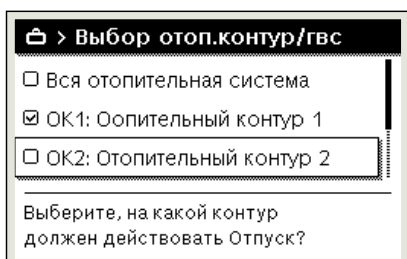 > Выбор отоп.контур/гвс
Вся отопительная система
ОК1: Оопительный контур 1
ОК2: Отопительный контур 2
Выберите, на какой контур
должен действовать Отпуск?